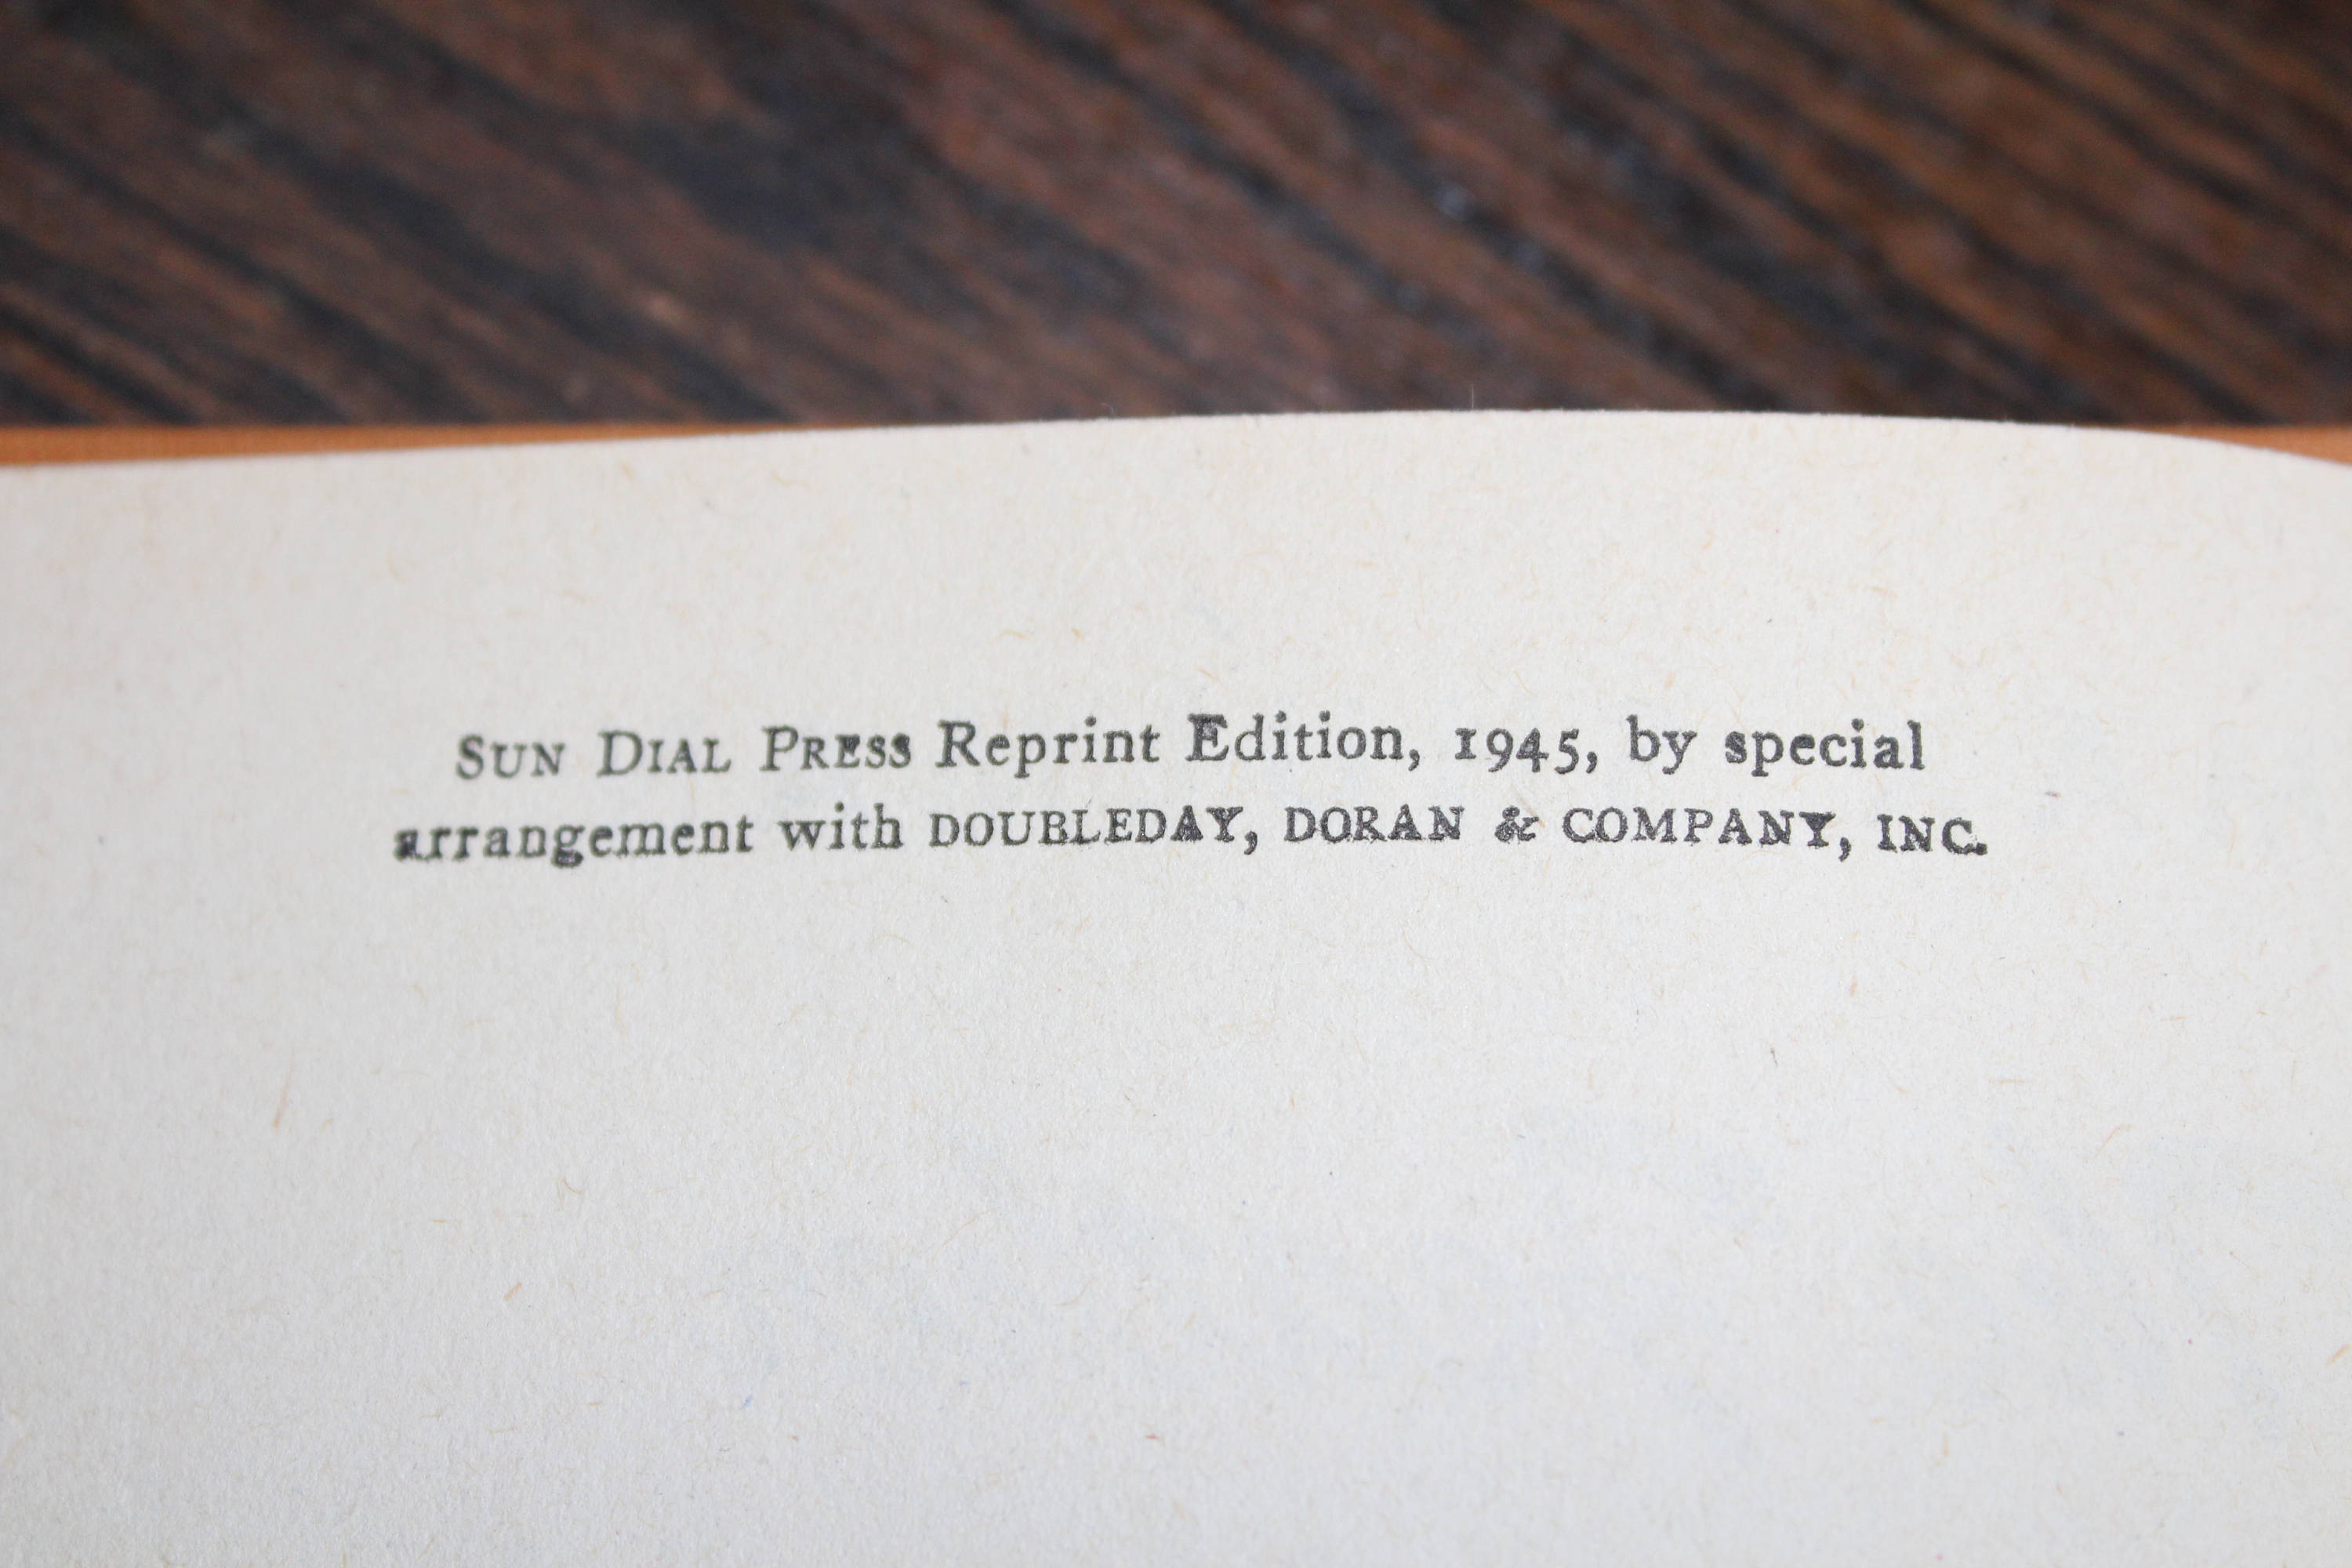 Sun Dial Press Reprint Edition, 1945, by special
arrangement with DOUBLEDAY, DORAN & COMPANY, INC.